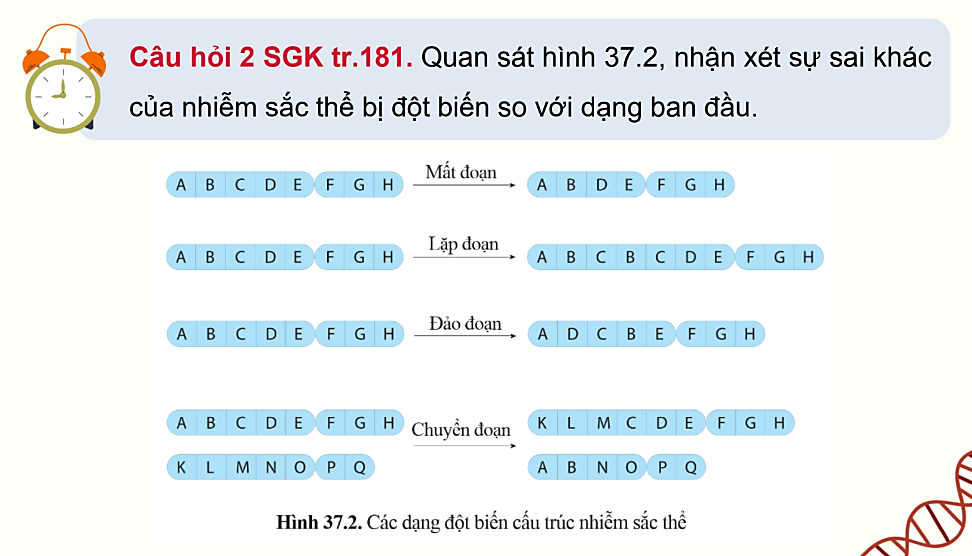 Câu hỏi 2 SGK tr.181. Quan sát hình 37.2, nhận xét sự sai khác
của nhiễm sắc thể bị đột biến so với dạng ban đầu.
A B C D E F G H Mất đoạn A B D E F G H
A B C D E F G H Lặp đoạn A B C B C D E F G H
A B C D E F G H Đảo đoạn A D C B E F G H
A B C D E F G H Chuyển đoạn K L M C D E F G H
K L M N O P Q A B N O P Q
Hình 37.2. Các dạng đột biến cấu trúc nhiễm sắc thể